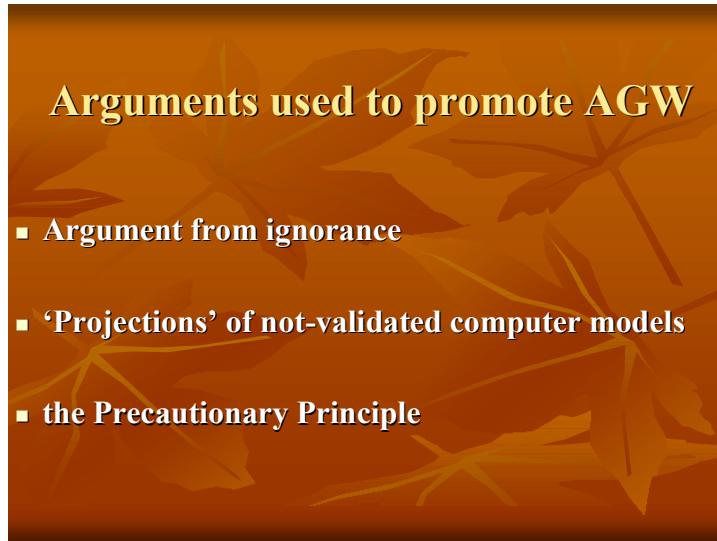 Arguments used to promote AGW
Argument from ignorance
‘Projections’ of not-validated computer models
the Precautionary Principle